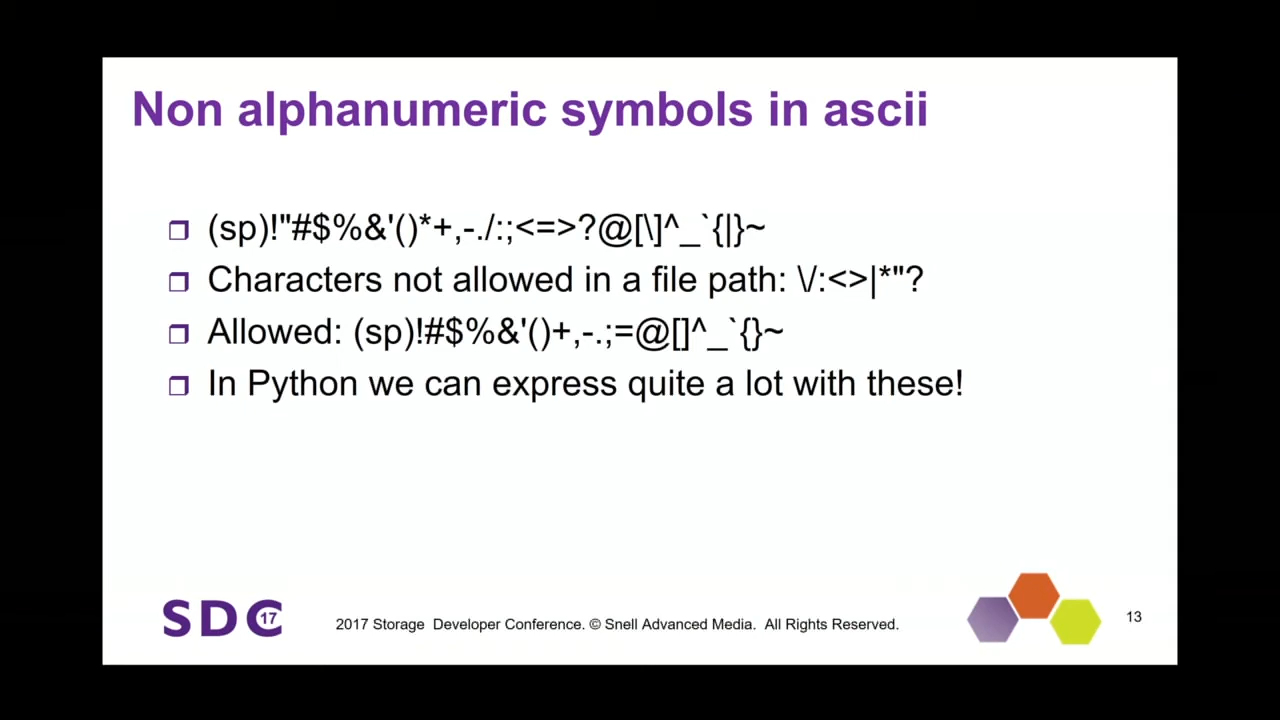 Non alphanumeric symbols in ascii
(sp)!"#$%&'()*+,-./:;<=>?@[\]^_`{|}~
Characters not allowed in a file path: \/:<>|*"?
Allowed: (sp)!#$%&'()+,-.;=@[]^_`{}~
In Python we can express quite a lot with these!
SDC 17
2017 Storage Developer Conference. © Snell Advanced Media. All Rights Reserved.
13